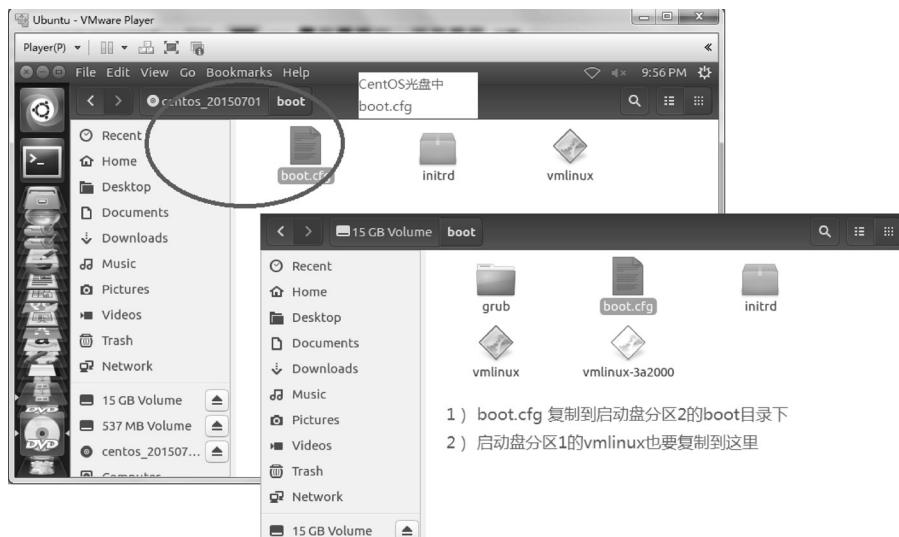 Ubuntu - VMware Player
Player(P)
File Edit View Go Bookmarks Help
9:56 PM
centos_20150701 boot
CentOS光盘中
boot.cfg
Recent
Home
Desktop
Documents
Downloads
Music
Pictures
Videos
Trash
Network
15 GB Volume
537 MB Volume
centos_201507...
Computer
boot.cfg
initrd
vmlinux
DVD
DVD
15 GB Volume boot
Recent
Home
Desktop
Documents
Downloads
Music
Pictures
Videos
Trash
Network
15 GB Volume
grub
boot.cfg
initrd
vmlinux
vmlinux-3a2000
1） boot.cfg 复制到启动盘分区2的boot目录下
2） 启动盘分区1的vmlinux也要复制到这里